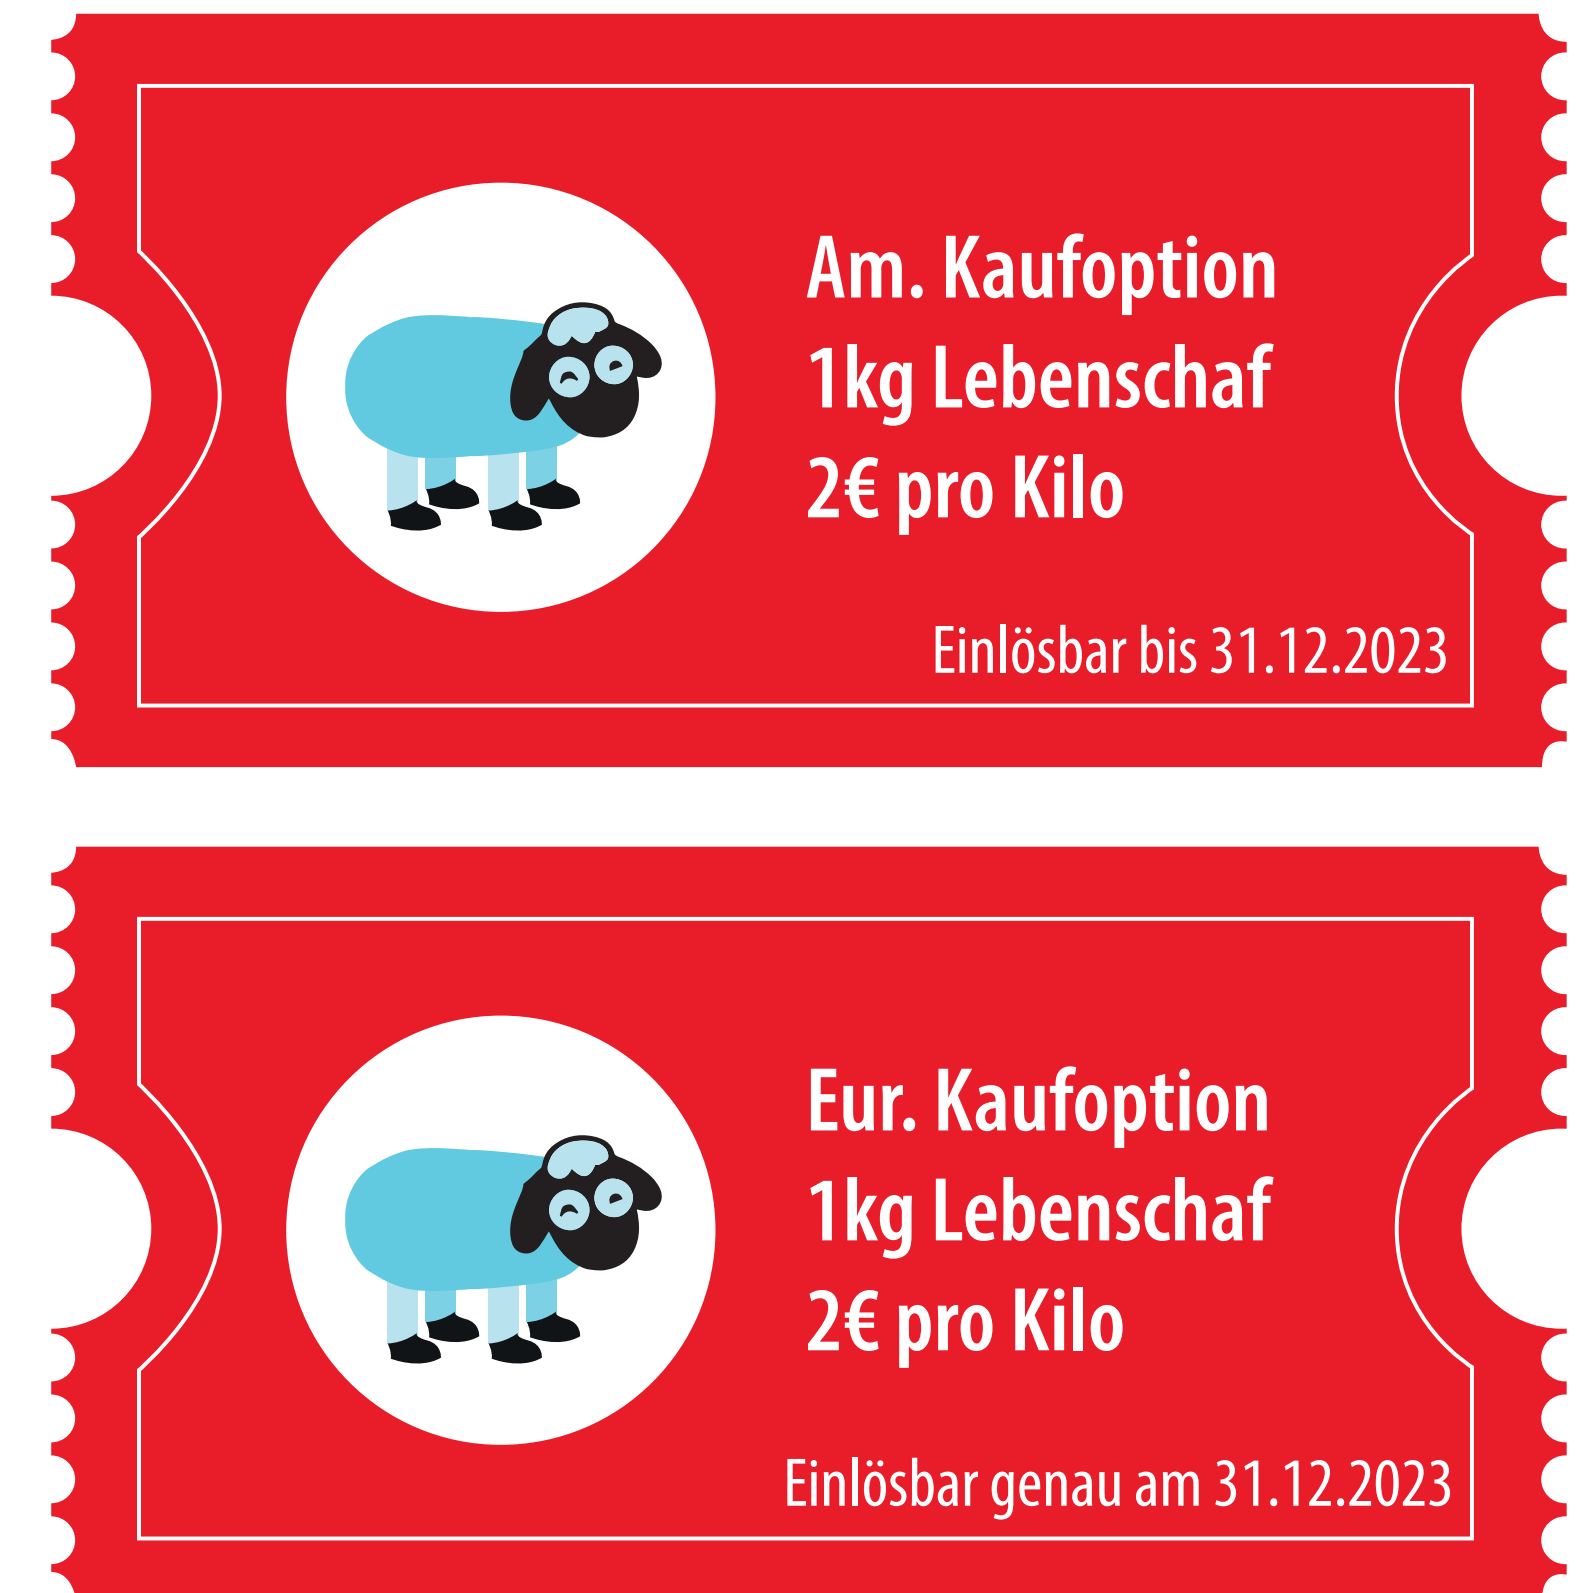 Am. Kaufoption
1kg Lebenschaf
2€ pro Kilo
Einlösbar bis 31.12.2023
Eur. Kaufoption
1kg Lebenschaf
2€ pro Kilo
Einlösbar genau am 31.12.2023